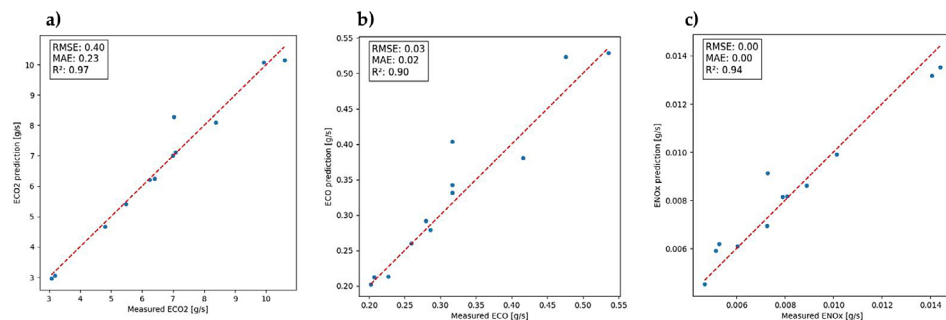 a)
RMSE: 0.40
MAE: 0.23
R²: 0.97
ECO2 prediction [g/s]
10
9
8
7
6
5
4
3
3 4 5 6 7 8 9 10
Measured ECO2 [g/s]
b)
RMSE: 0.03
MAE: 0.02
R²: 0.90
ECO prediction [g/s]
0.55
0.50
0.45
0.40
0.35
0.30
0.25
0.20
0.20 0.25 0.30 0.35 0.40 0.45 0.50 0.55
Measured ECO [g/s]
c)
RMSE: 0.00
MAE: 0.00
R²: 0.94
ENOx prediction [g/s]
0.014
0.012
0.010
0.008
0.006
0.006 0.008 0.010 0.012 0.014
Measured ENOx [g/s]